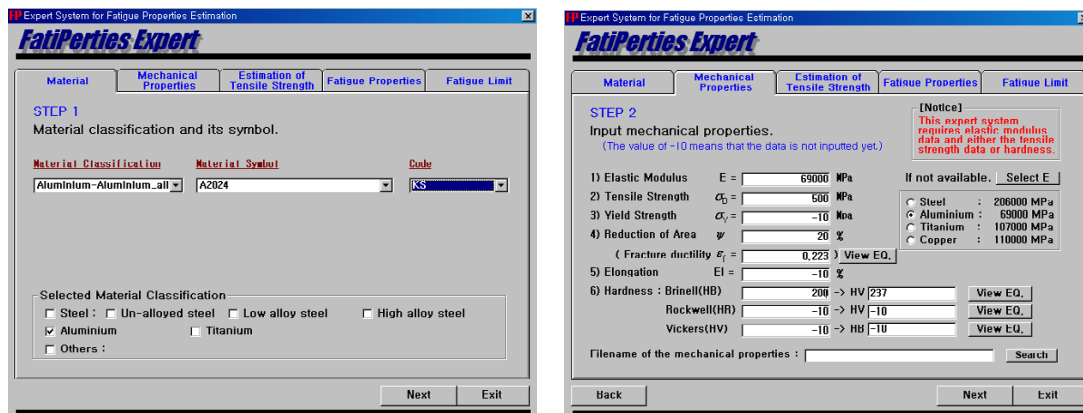 FP Expert System for Fatigue Properties Estimation
FatiPerties Expert
Material
Mechanical Properties
Estimation of Tensile Strength
Fatigue Properties
Fatigue Limit
STEP 1
Material classification and its symbol.
Material Classification
Material Symbol
Code
Aluminium-Aluminium_all
A2024
KS
Selected Material Classification
Steel : Un-alloyed steel Low alloy steel High alloy steel
Aluminium Titanium
Others :
Next Exit
FP Expert System for Fatigue Properties Estimation
FatiPerties Expert
Material
Mechanical Properties
Estimation of Tensile Strength
Fatigue Properties
Fatigue Limit
STEP 2
Input mechanical properties.
(The value of -10 means that the data is not inputted yet.)
[Notice]
This expert system
requires elastic modulus
data and either the tensile
strength data or hardness.
1) Elastic Modulus E = 69000 MPa
If not available. Select E
2) Tensile Strength 500 MPa
3) Yield Strength -10 Mpa
4) Reduction of Area ψ = 20 %
( Fracture ductility εf = 0,223 ) View EQ.
5) Elongation El = -10 %
Steel : 206000 MPa
Aluminium : 69000 MPa
Titanium : 107000 MPa
Copper : 110000 MPa
6) Hardness : Brinell(HB) 200 -> HV 237 View EQ.
Rockwell(HR) -10 -> HV -10 View EQ.
Vickers(HV) -10 -> HB -10 View EQ.
Filename of the mechanical properties : Search
Back Next Exit